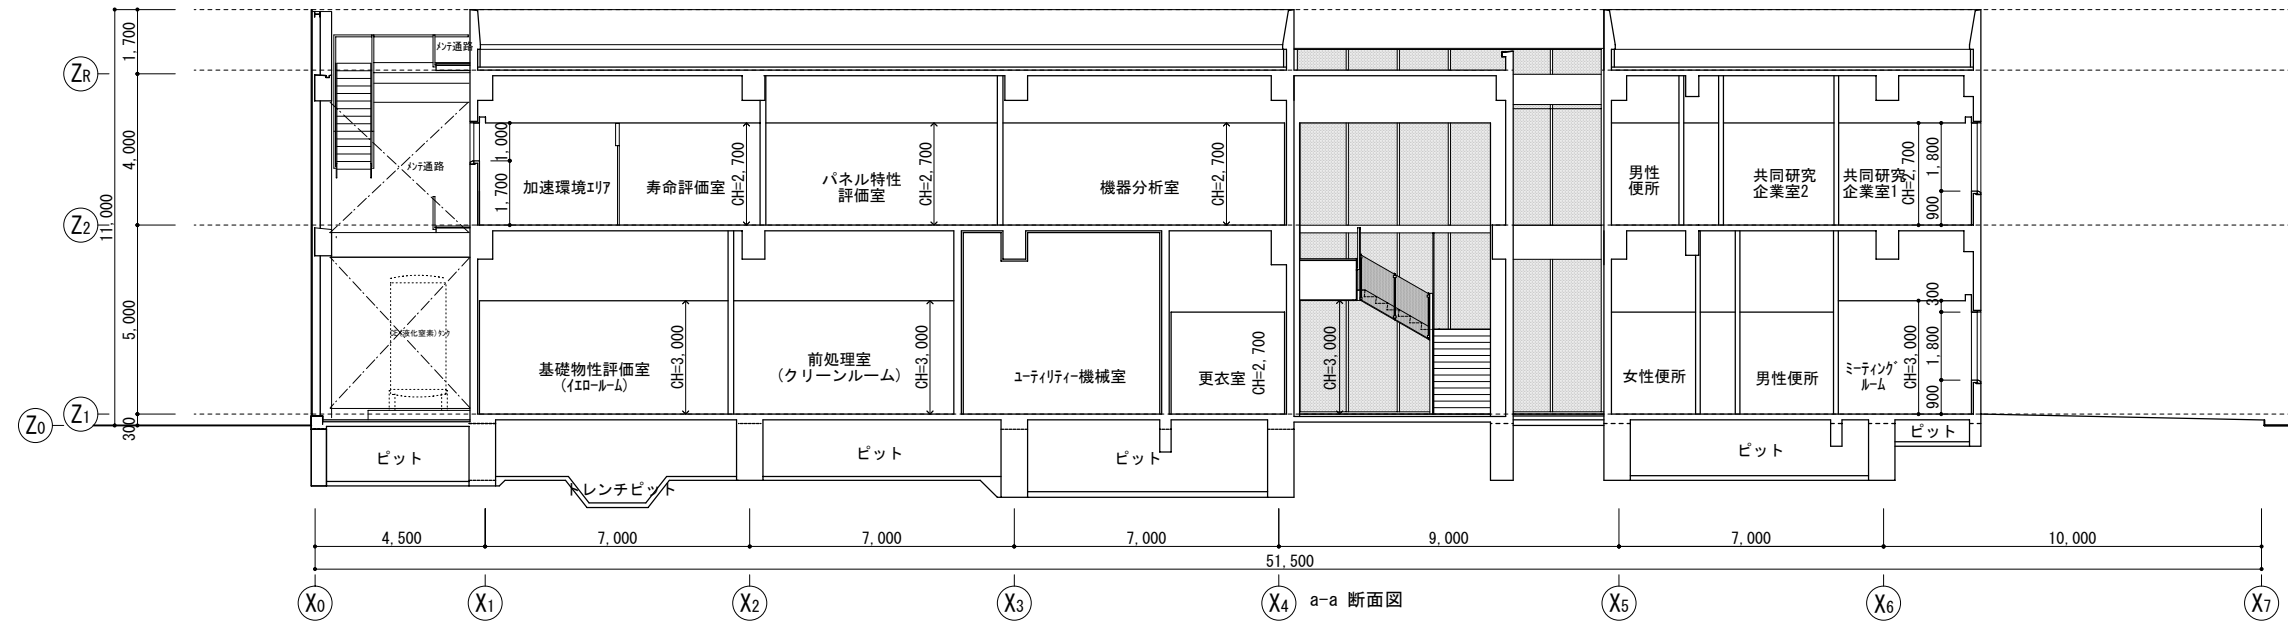 1,700
ZR
メンテ通路
4,000
11,000
メンテ通路
1,000
1,700
加速環境エリア
寿命評価室
CH=2,700
パネル特性
評価室
CH=2,700
機器分析室
CH=2,700
男性
便所
共同研究
企業室2
共同研究
企業室1
CH=2,700
1,800
900
Z2
5,000
基礎物性評価室
(イエロールーム)
CH=3,000
前処理室
(クリーンルーム)
CH=3,000
ユーティリティー機械室
更衣室
CH=2,700
CH=3,000
女性便所
男性便所
ミーティング
ルーム
CH=3,000
300
1,800
900
Z1
Z0
300
ピット
トレンチピット
ピット
ピット
ピット
ピット
4,500
7,000
7,000
7,000
9,000
7,000
10,000
51,500
X0
X1
X2
X3
X4
a-a 断面図
X5
X6
X7